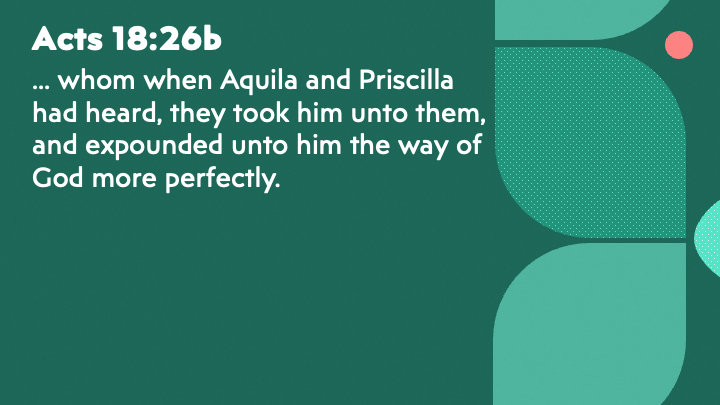 Acts 18:26b
... whom when Aquila and Priscilla
had heard, they took him unto them,
and expounded unto him the way of
God more perfectly.